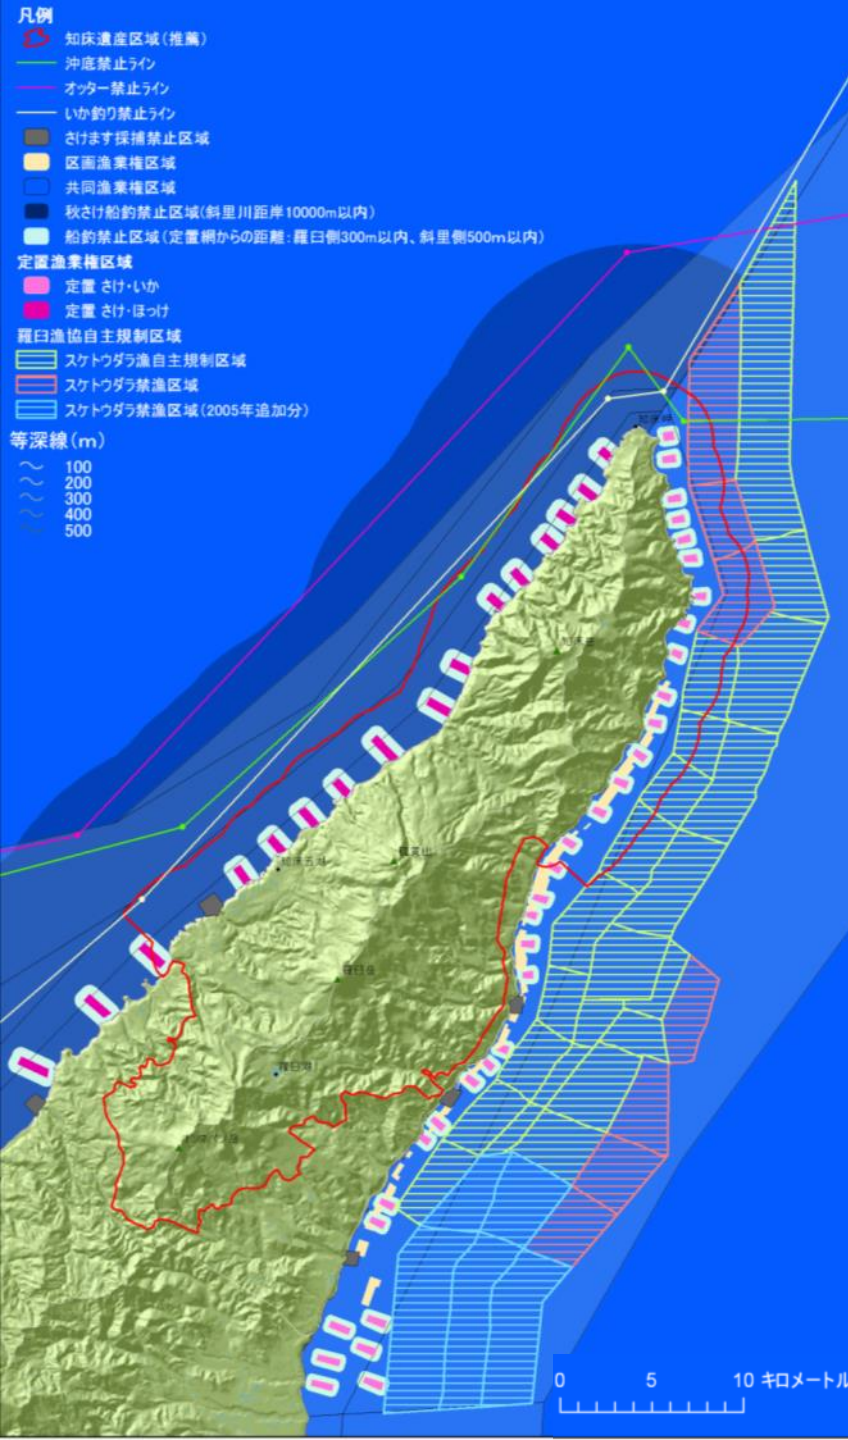 凡例
知床遺産区域(推薦)
沖底禁止ライン
オッター禁止ライン
いか釣り禁止ライン
さけます採捕禁止区域
区画漁業権区域
共同漁業権区域
秋さけ船釣禁止区域(斜里川距岸10000m以内)
船釣禁止区域(定置網からの距離:羅臼側300m以内、斜里側500m以内)
定置漁業権区域
定置 さけ・いか
定置 さけ・ほっけ
羅臼漁協自主規制区域
スケトウダラ漁自主規制区域
スケトウダラ禁漁区域
スケトウダラ禁漁区域(2005年追加分)
等深線(m)
100
200
300
400
500
知床岬
知床岳
知床五湖
羅臼岳
羅臼湖
0 5 10 キロメートル